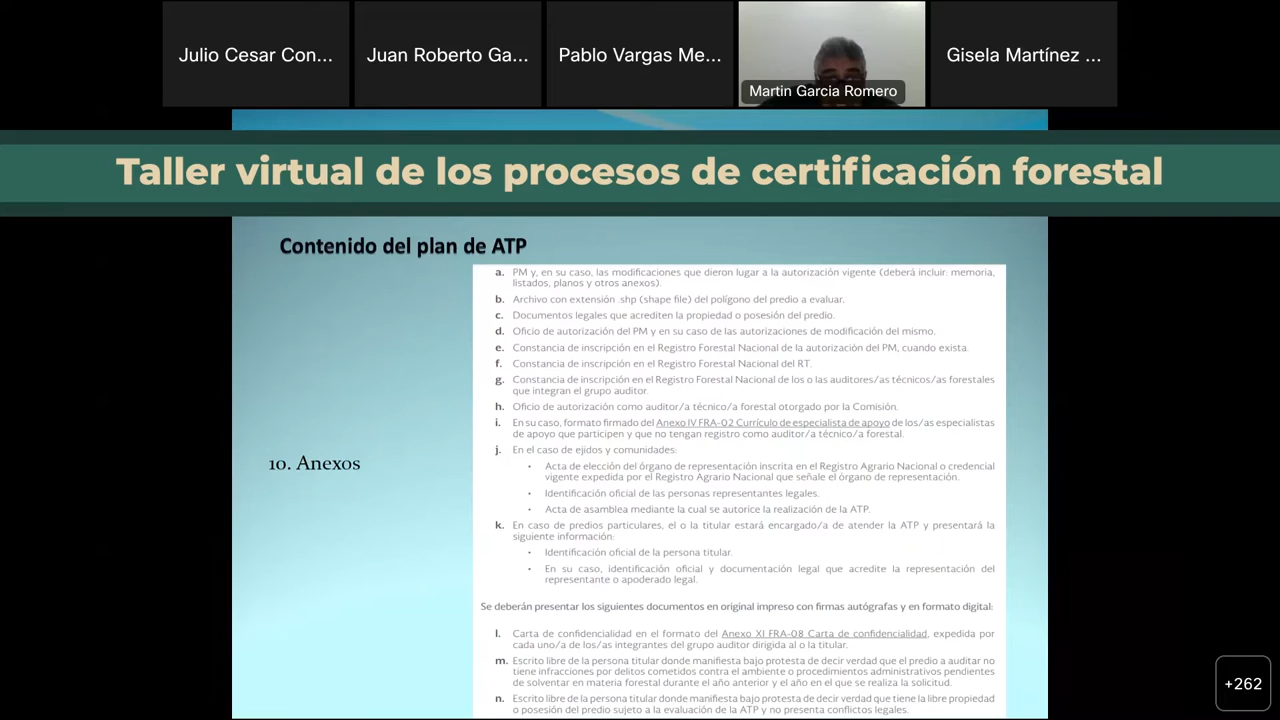 Julio Cesar Con...
Juan Roberto Ga...
Pablo Vargas Me...
Martin Garcia Romero
Gisela Martínez ...
Taller virtual de los procesos de certificación forestal
Contenido del plan de ATP
10. Anexos
a. PM y, en su caso, las modificaciones que dieron lugar a la autorización vigente (deberá incluir: memoria,
listados, planos y otros anexos).
b. Archivo con extensión .shp (shape file) del polígono del predio a evaluar.
c. Documentos legales que acrediten la propiedad o posesión del predio.
d. Oficio de autorización del PM y en su caso de las autorizaciones de modificación del mismo.
e. Constancia de inscripción en el Registro Forestal Nacional de la autorización del PM, cuando exista.
f. Constancia de inscripción en el Registro Forestal Nacional del RT.
g. Constancia de inscripción en el Registro Forestal Nacional de los o las auditores/as técnicos/as forestales
que integran el grupo auditor.
h. Oficio de autorización como auditor/a técnico/a forestal otorgado por la Comisión.
i. En su caso, formato firmado del Anexo IV FRA-02 Currículo de especialista de apoyo de los/as especialistas
de apoyo que participen y que no tengan registro como auditor/a técnico/a forestal.
j. En el caso de ejidos y comunidades:
• Acta de elección del órgano de representación inscrita en el Registro Agrario Nacional o credencial
vigente expedida por el Registro Agrario Nacional que señale el órgano de representación.
• Identificación oficial de las personas representantes legales.
• Acta de asamblea mediante la cual se autorice la realización de la ATP.
k. En caso de predios particulares, el o la titular estará encargado/a de atender la ATP y presentará la
siguiente información:
• Identificación oficial de la persona titular.
• En su caso, identificación oficial y documentación legal que acredite la representación del
representante o apoderado legal.
Se deberán presentar los siguientes documentos en original impreso con firmas autógrafas y en formato digital:
l. Carta de confidencialidad en el formato del Anexo XI FRA-08 Carta de confidencialidad, expedida por
cada uno/a de los/as integrantes del grupo auditor dirigida al o la titular.
m. Escrito libre de la persona titular donde manifiesta bajo protesta de decir verdad que el predio a auditar no
tiene infracciones por delitos cometidos contra el ambiente o procedimientos administrativos pendientes
de solventar en materia forestal durante el año anterior y el año en el que se realiza la solicitud.
n. Escrito libre de la persona titular donde manifiesta bajo protesta de decir verdad que tiene la libre propiedad
o posesión del predio sujeto a la evaluación de la ATP y no presenta conflictos legales.
+262